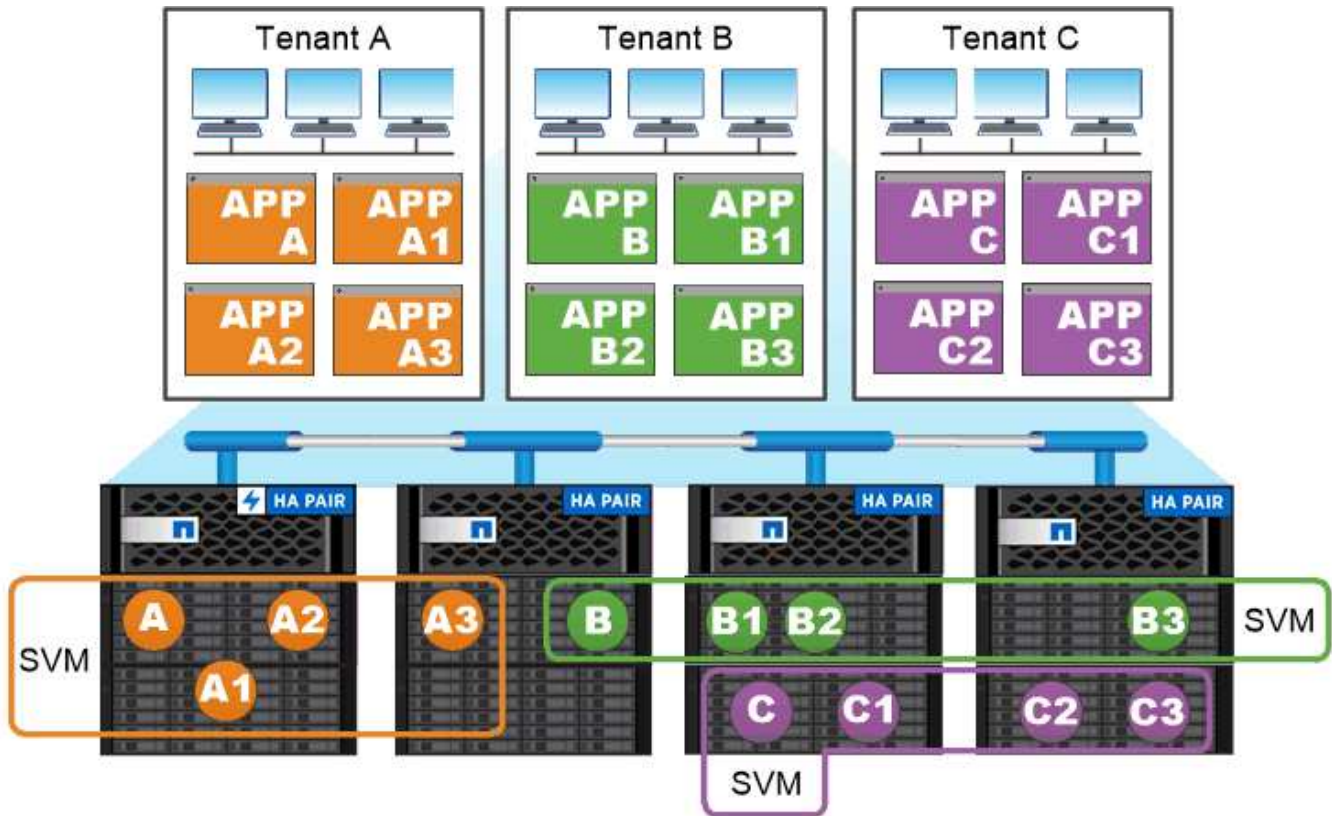 Tenant A
Tenant B
Tenant C
APP
A
APP
A1
APP
B
APP
B1
APP
C
APP
C1
APP
A2
APP
A3
APP
B2
APP
B3
APP
C2
APP
C3
HA PAIR
HA PAIR
HA PAIR
HA PAIR
SVM
A
A2
A1
A3
B
B1
B2
B3
SVM
C
C1
C2
C3
SVM